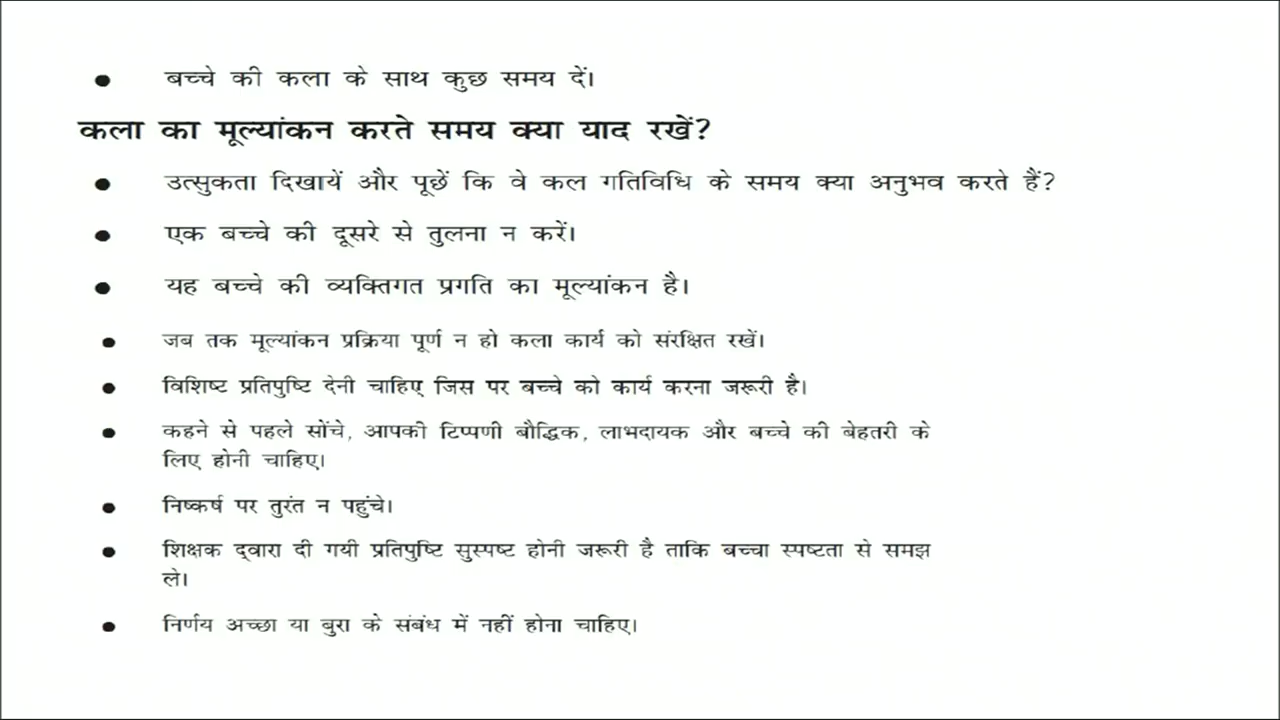 • बच्चे की कला के साथ कुछ समय दें।
कला का मूल्यांकन करते समय क्या याद रखें?
• उत्सुकता दिखायें और पूछें कि वे कल गतिविधि के समय क्या अनुभव करते हैं?
• एक बच्चे की दूसरे से तुलना न करें।
• यह बच्चे की व्यक्तिगत प्रगति का मूल्यांकन है।
• जब तक मूल्यांकन प्रक्रिया पूर्ण न हो कला कार्य को संरक्षित रखें।
• विशिष्ट प्रतिपुष्टि देनी चाहिए जिस पर बच्चे को कार्य करना जरूरी है।
• कहने से पहले सोंचे, आपकी टिप्पणी बौद्धिक, लाभदायक और बच्चे की बेहतरी के
लिए होनी चाहिए।
• निष्कर्ष पर तुरंत न पहुंचे।
• शिक्षक द्वारा दी गयी प्रतिपुष्टि सुस्पष्ट होनी जरूरी है ताकि बच्चा स्पष्टता से समझ
ले।
• निर्णय अच्छा या बुरा के संबंध में नहीं होना चाहिए।